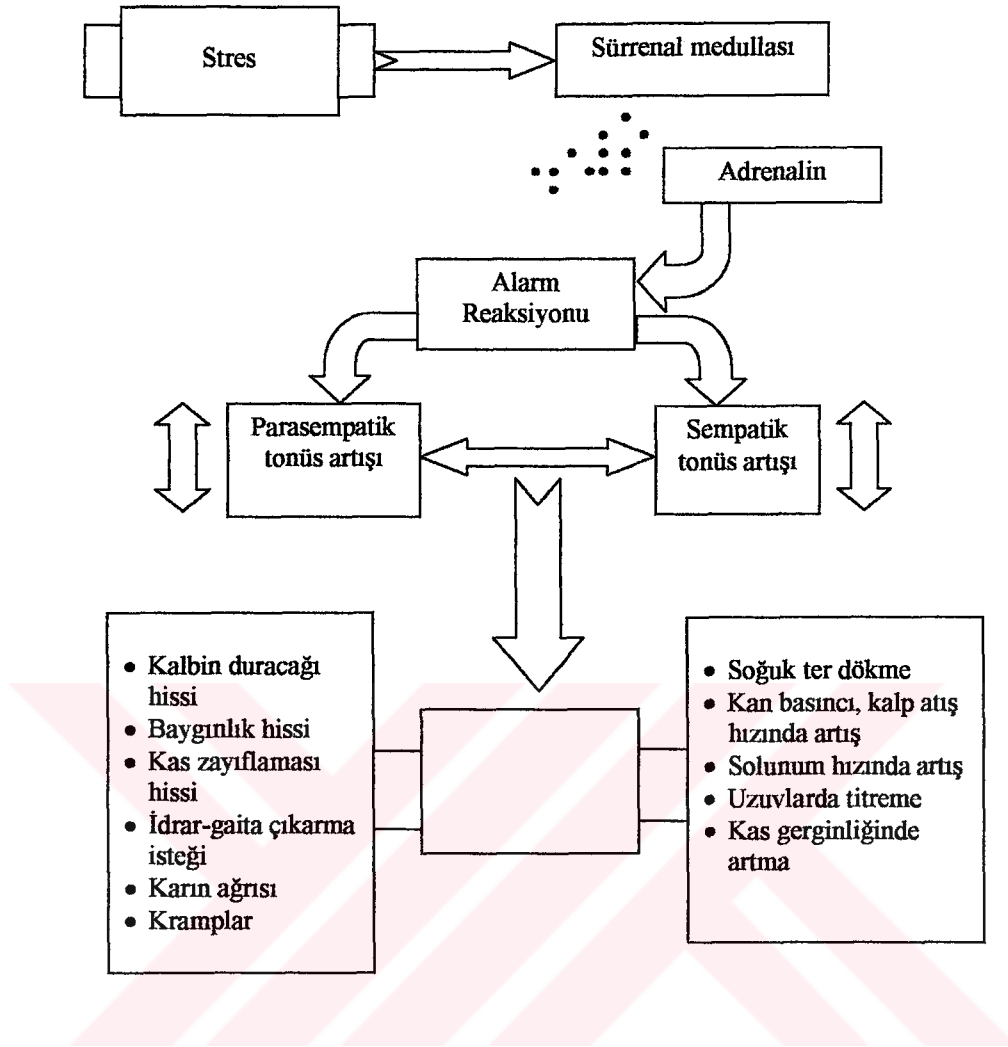 Stres
Sürrenal medullası
Adrenalin
Alarm
Reaksiyonu
Parasempatik
tonüs artışı
Sempatik
tonüs artışı
• Kalbin duracağı
hissi
• Baygınlık hissi
• Kas zayıflaması
hissi
• İdrar-gaita çıkarma
isteği
• Karın ağrısı
• Kramplar
• Soğuk ter dökme
• Kan basıncı, kalp atış
hızında artış
• Solunum hızında artış
• Uzuvlarda titreme
• Kas gerginliğinde
artma